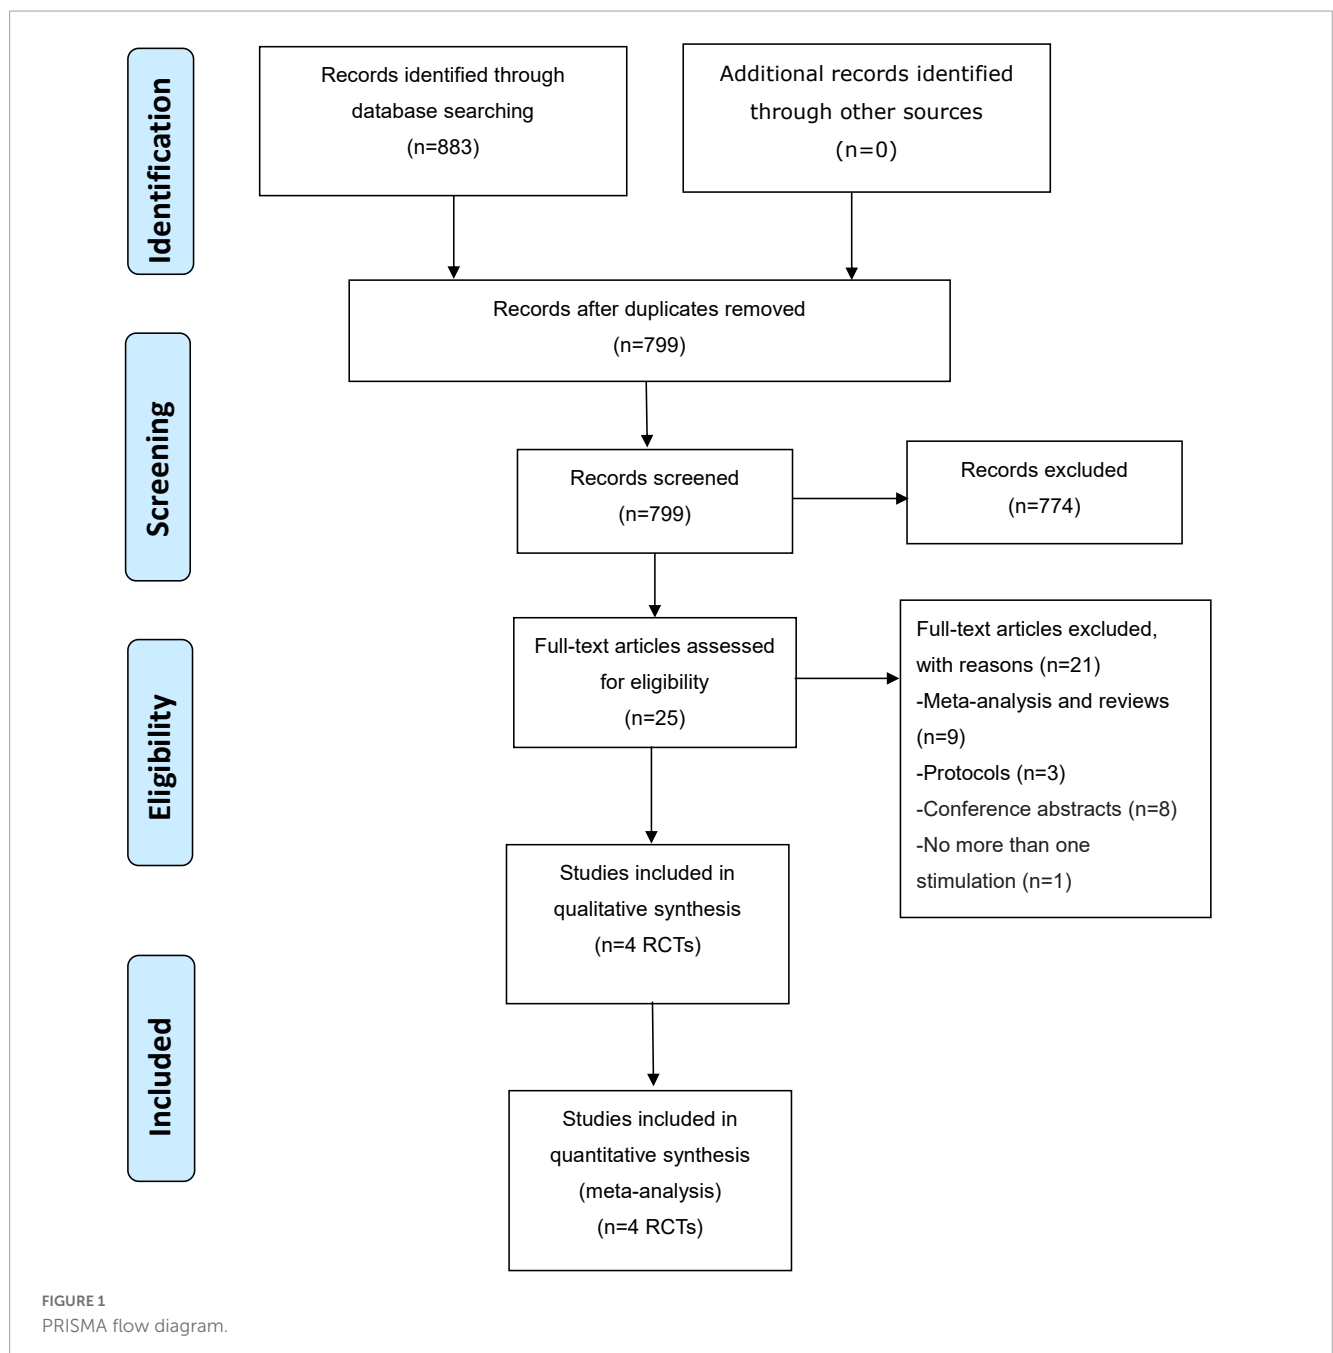 Identification
Records identified through
database searching
(n=883)
Additional records identified
through other sources
(n=0)
Records after duplicates removed
(n=799)
Screening
Records screened
(n=799)
Records excluded
(n=774)
Eligibility
Full-text articles assessed
for eligibility
(n=25)
Full-text articles excluded,
with reasons (n=21)
-Meta-analysis and reviews
(n=9)
-Protocols (n=3)
-Conference abstracts (n=8)
-No more than one
stimulation (n=1)
Studies included in
qualitative synthesis
(n=4 RCTs)
Included
Studies included in
quantitative synthesis
(meta-analysis)
(n=4 RCTs)
FIGURE 1
PRISMA flow diagram.